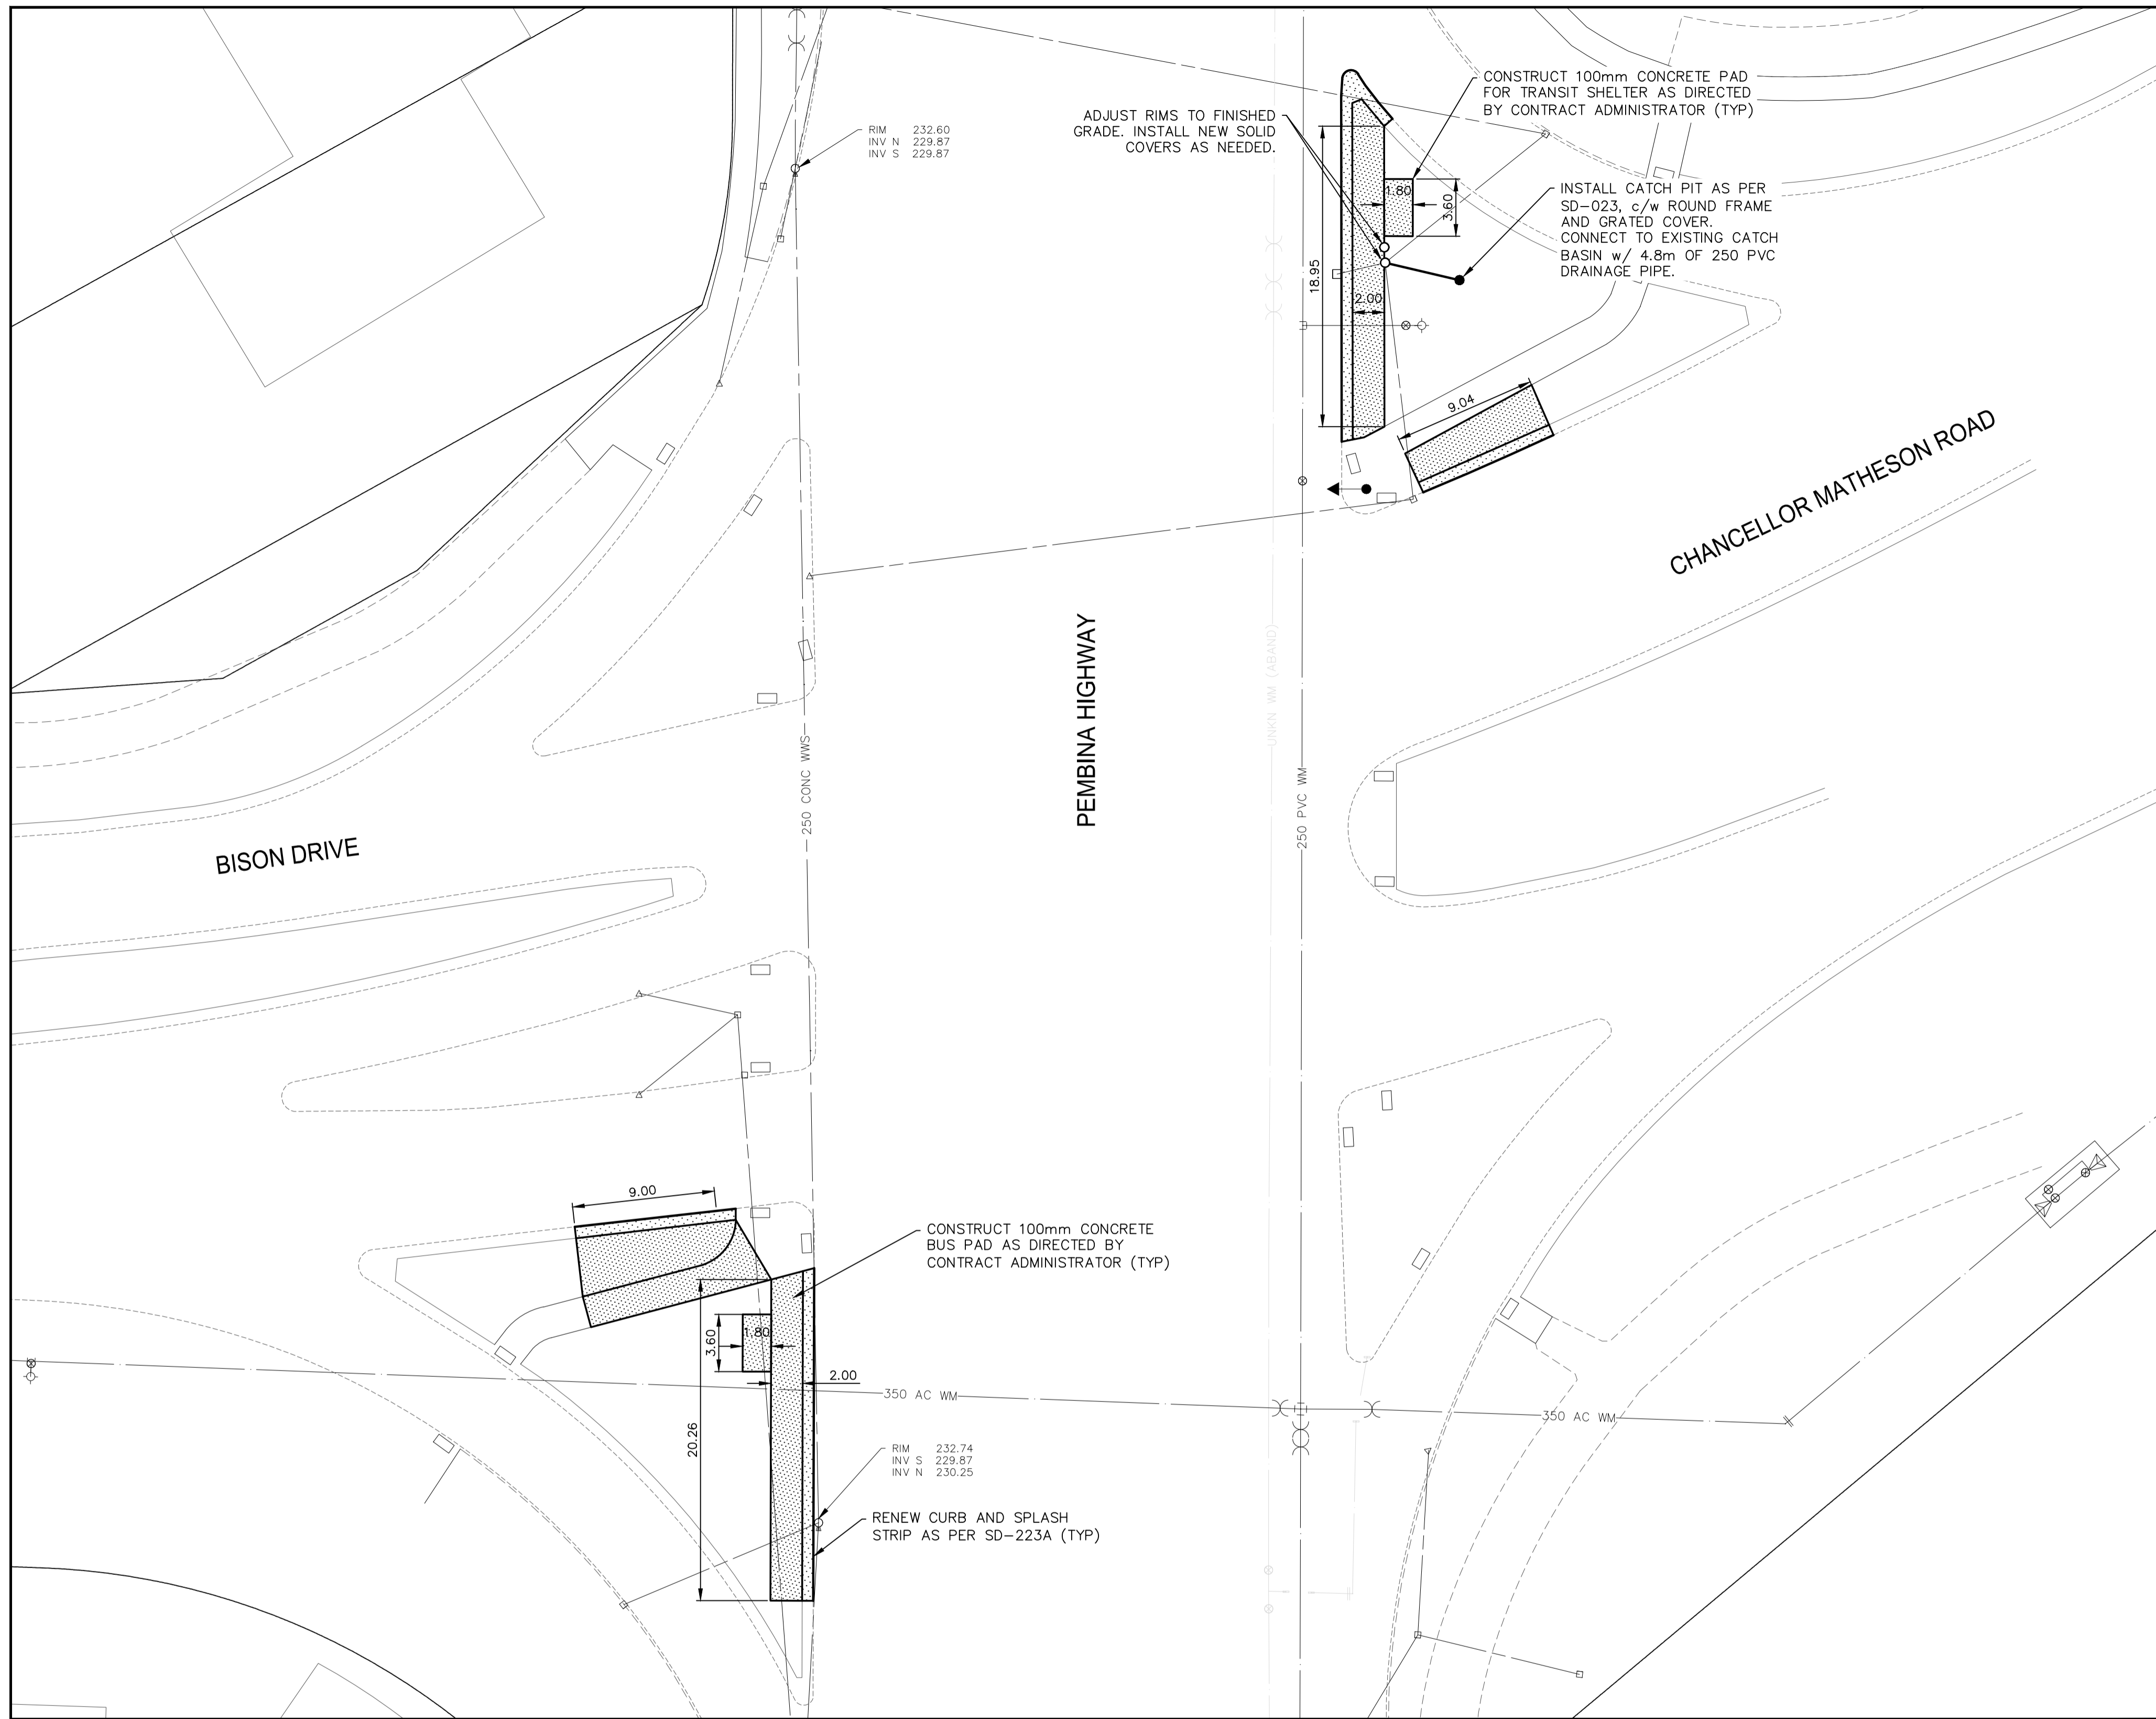 CONSTRUCT 100mm CONCRETE PAD
FOR TRANSIT SHELTER AS DIRECTED
BY CONTRACT ADMINISTRATOR (TYP)
ADJUST RIMS TO FINISHED
GRADE. INSTALL NEW SOLID
COVERS AS NEEDED.
RIM 232.60
INV N 229.87
INV S 229.87
INSTALL CATCH PIT AS PER
SD-023, c/w ROUND FRAME
AND GRATED COVER.
CONNECT TO EXISTING CATCH
BASIN w/ 4.8m OF 250 PVC
DRAINAGE PIPE.
1.80
3.60
18.95
2.00
9.04
CHANCELLOR MATHESON ROAD
PEMBINA HIGHWAY
UNKN WM (ABAND)
250 CONC WWS
250 PVC WM
BISON DRIVE
9.00
CONSTRUCT 100mm CONCRETE
BUS PAD AS DIRECTED BY
CONTRACT ADMINISTRATOR (TYP)
3.60
1.80
2.00
350 AC WM
350 AC WM
20.26
RIM 232.74
INV S 229.87
INV N 230.25
RENEW CURB AND SPLASH
STRIP AS PER SD-223A (TYP)